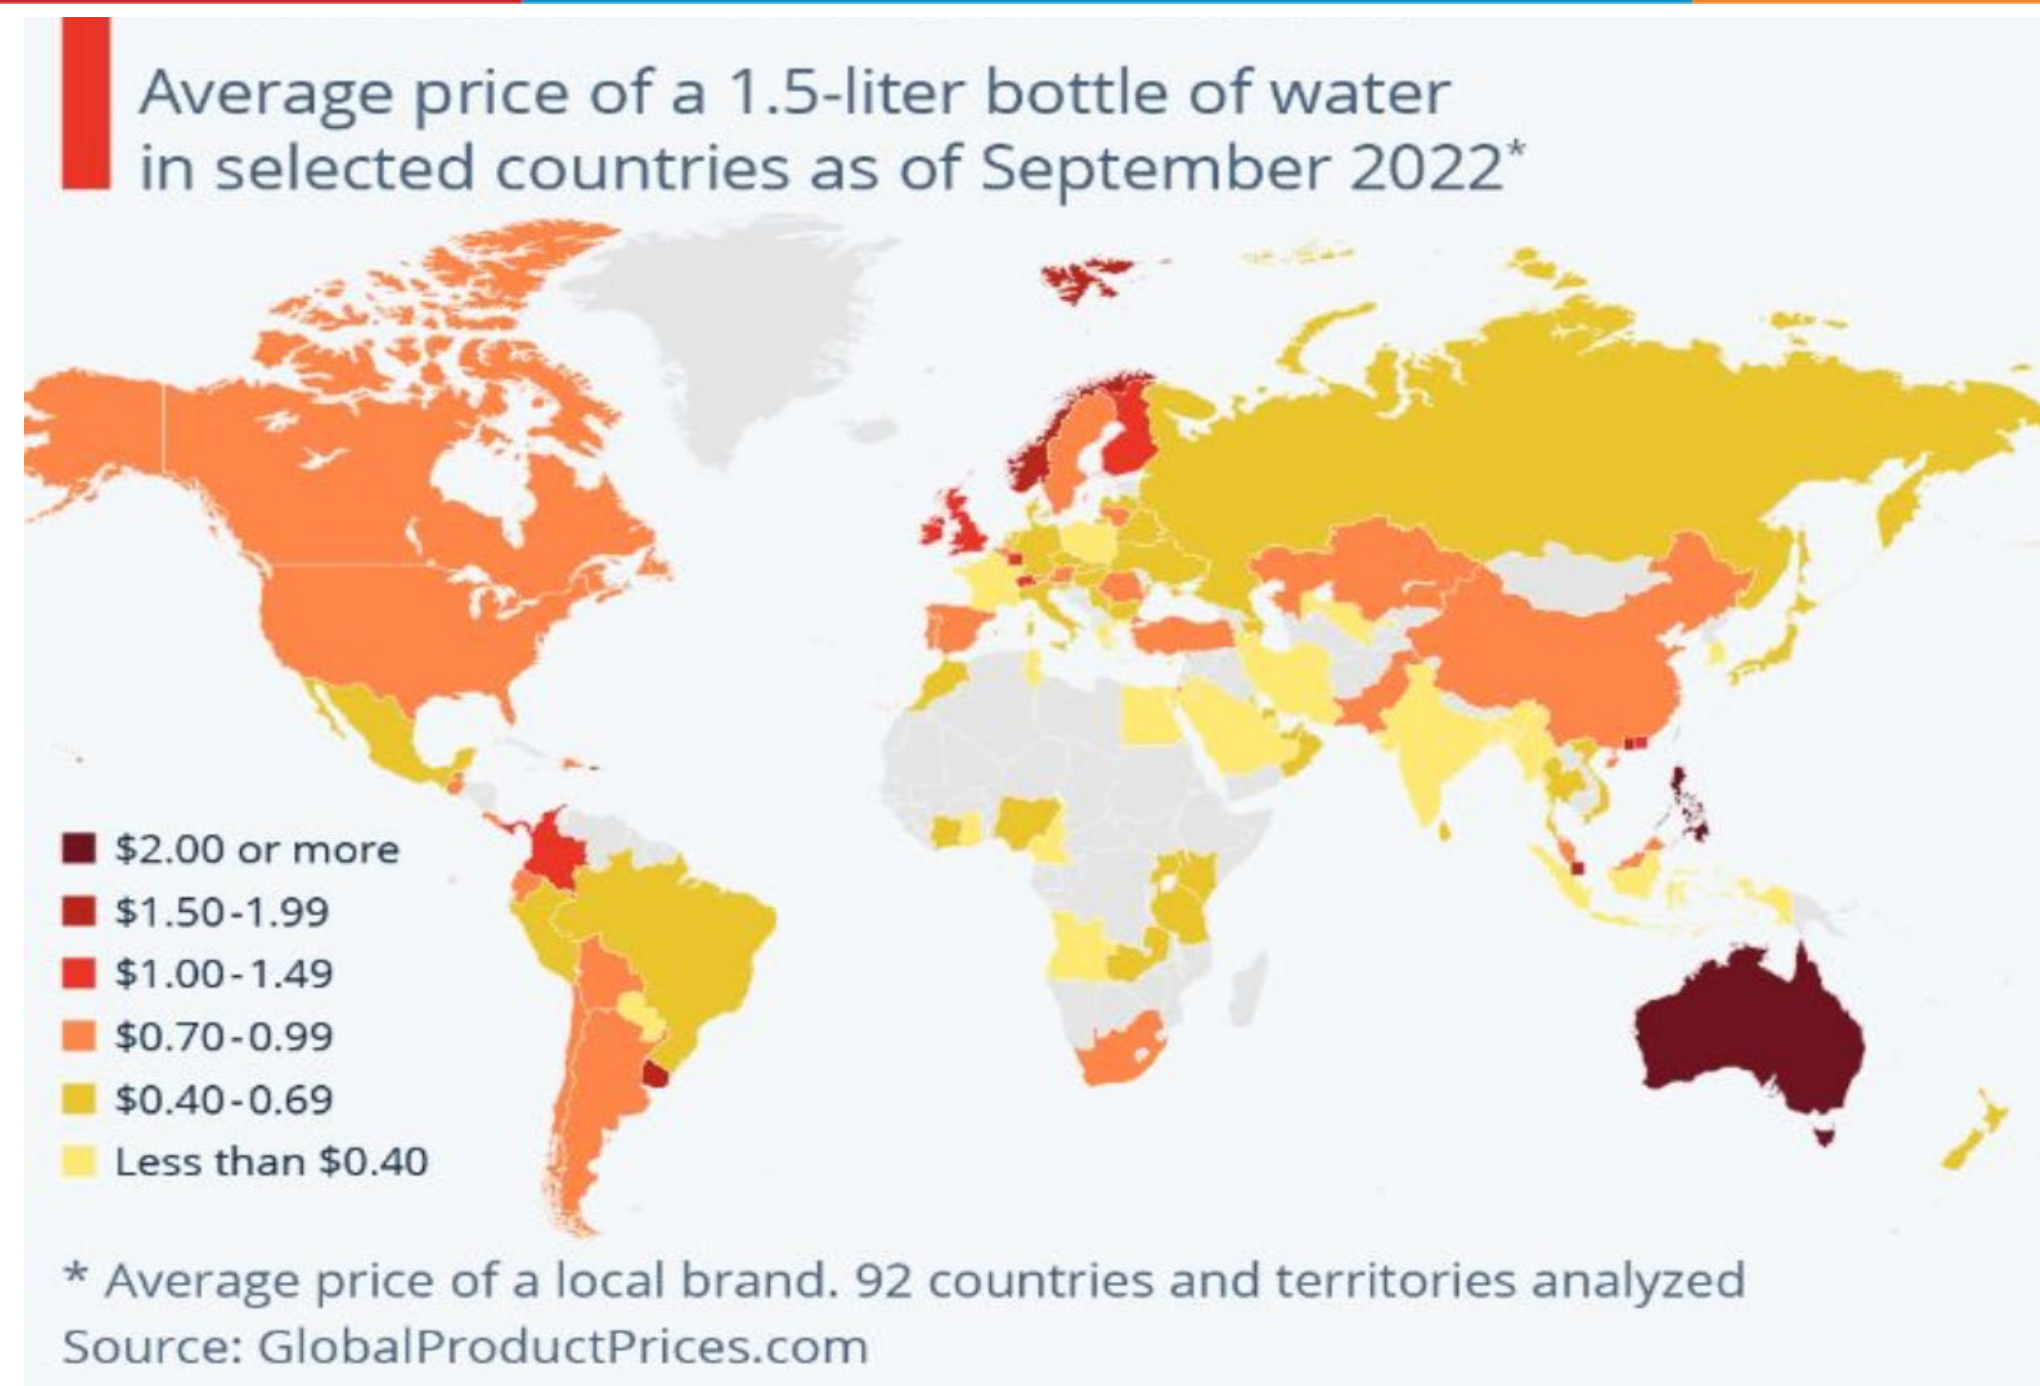 Average price of a 1.5-liter bottle of water
in selected countries as of September 2022*
$2.00 or more
$1.50-1.99
$1.00-1.49
$0.70-0.99
$0.40-0.69
Less than $0.40
* Average price of a local brand. 92 countries and territories analyzed
Source: GlobalProductPrices.com